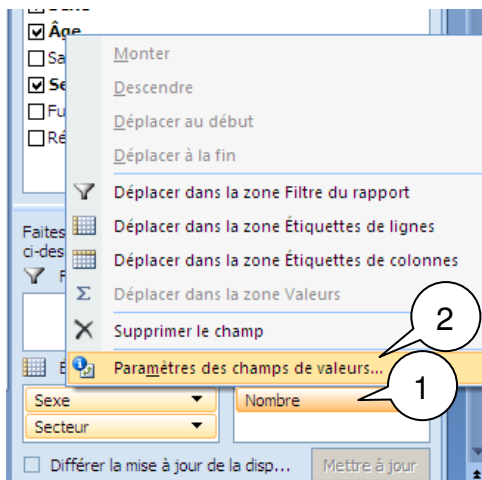 Âge
Sa
Se
Fu
Ré
Monter
Descendre
Déplacer au début
Déplacer à la fin
Déplacer dans la zone Filtre du rapport
Déplacer dans la zone Étiquettes de lignes
Déplacer dans la zone Étiquettes de colonnes
Σ Déplacer dans la zone Valeurs
Supprimer le champ
Paramètres des champs de valeurs...
2
1
Faites
ci-des
F
É
Sexe
Nombre
Secteur
Différer la mise à jour de la disp...
Mettre à jour